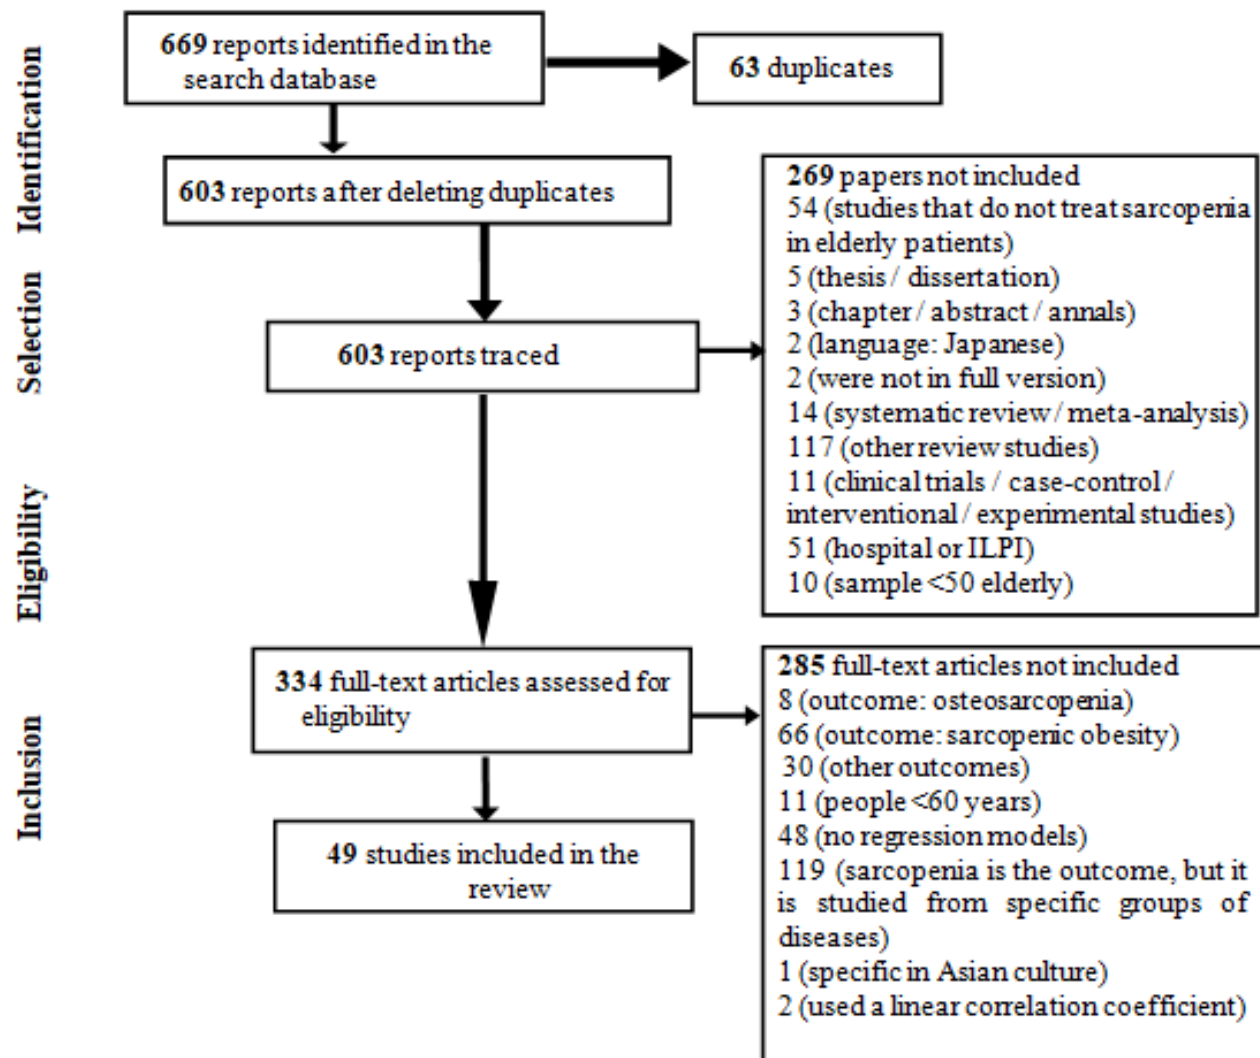 669 reports identified in the
search database
63 duplicates
Identification
603 reports after deleting duplicates
269 papers not included
54 (studies that do not treat sarcopenia
in elderly patients)
5 (thesis / dissertation)
3 (chapter / abstract / annals)
2 (language: Japanese)
2 (were not in full version)
14 (systematic review / meta-analysis)
117 (other review studies)
11 (clinical trials / case-control /
interventional / experimental studies)
51 (hospital or ILPI)
10 (sample <50 elderly)
Selection
603 reports traced
Eligibility
334 full-text articles assessed for
eligibility
285 full-text articles not included
8 (outcome: osteosarcopenia)
66 (outcome: sarcopenic obesity)
30 (other outcomes)
11 (people <60 years)
48 (no regression models)
119 (sarcopenia is the outcome, but it
is studied from specific groups of
diseases)
1 (specific in Asian culture)
2 (used a linear correlation coefficient)
Inclusion
49 studies included in the
review